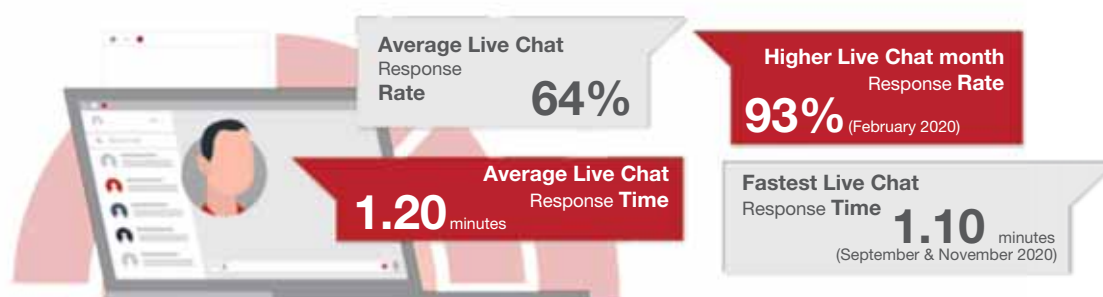 Average Live Chat
Response
Rate 64%
Higher Live Chat month
Response Rate
93% (February 2020)
Average Live Chat
Response Time
1.20 minutes
Fastest Live Chat
Response Time
1.10 minutes
(September & November 2020)